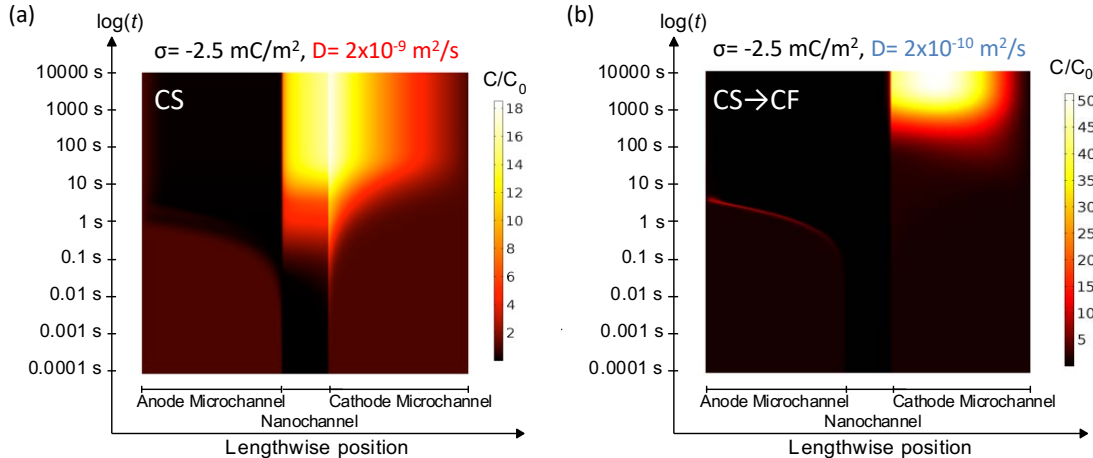 (a)
log(t)
σ= -2.5 mC/m², D= 2x10⁻⁹ m²/s
10000 s
1000 s
100 s
10 s
1 s
0.1 s
0.01 s
0.001 s
0.0001 s
CS
C/C₀
18
16
14
12
10
8
6
4
2
Anode Microchannel
Cathode Microchannel
Nanochannel
Lengthwise position
(b)
log(t)
σ= -2.5 mC/m², D= 2x10⁻¹⁰ m²/s
10000 s
1000 s
100 s
10 s
1 s
0.1 s
0.01 s
0.001 s
0.0001 s
CS→CF
C/C₀
50
45
40
35
30
25
20
15
10
5
Anode Microchannel
Cathode Microchannel
Nanochannel
Lengthwise position